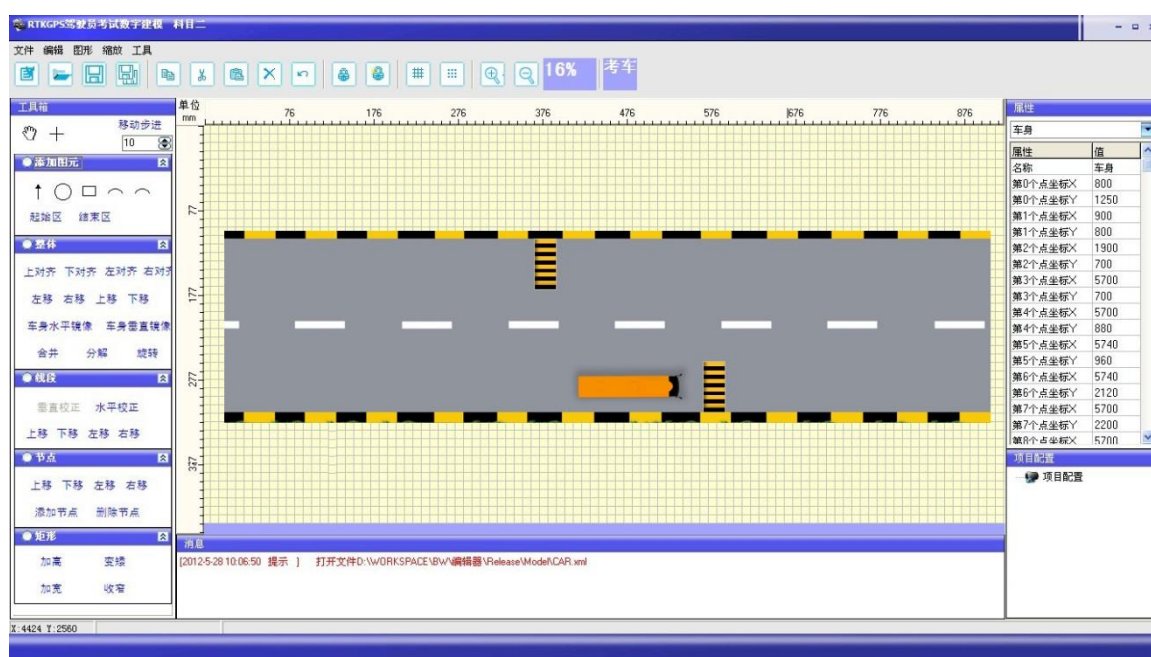 RTKGPS驾驶员考试数字建模 科目二
文件 编辑 图形 缩放 工具
16% 考车
工具箱
移动步进
10
添加图元
起始区 结束区
整体
上对齐 下对齐 左对齐 右对齐
左移 右移 上移 下移
车身水平镜像 车身垂直镜像
合并 分解 旋转
线段
垂直校正 水平校正
上移 下移 左移 右移
节点
上移 下移 左移 右移
添加节点 删除节点
矩形
加高 变矮
加宽 收窄
单位
mm
76 176 276 376 476 576 676 776 876
77
177
277
377
消息
[2012-5-28 10:06:50 提示 ] 打开文件D:\WORKSPACE\BW\编辑器\Release\Model\CAR.xml
属性
车身
属性 值
名称 车身
第0个点坐标X 800
第0个点坐标Y 1250
第1个点坐标X 900
第1个点坐标Y 800
第2个点坐标X 1900
第2个点坐标Y 700
第3个点坐标X 5700
第3个点坐标Y 700
第4个点坐标X 5700
第4个点坐标Y 880
第5个点坐标X 5740
第5个点坐标Y 960
第6个点坐标X 5740
第6个点坐标Y 2120
第7个点坐标X 5700
第7个点坐标Y 2200
第8个点坐标X 5700
项目配置
项目配置
X:4424 Y:2560